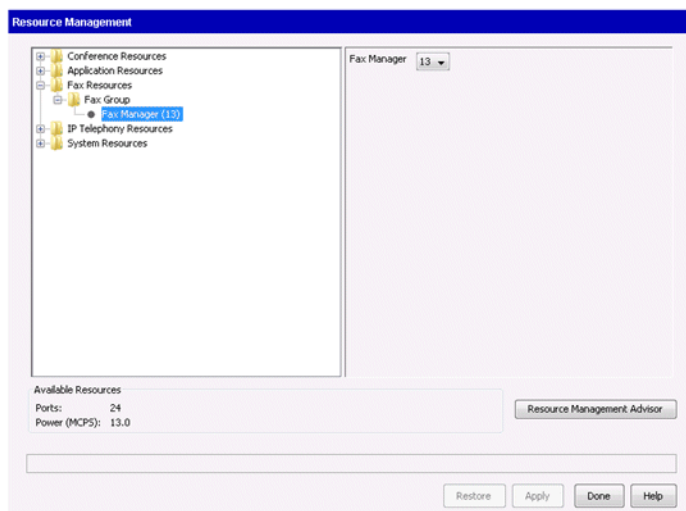 Resource Management
Conference Resources
Application Resources
Fax Resources
Fax Group
Fax Manager (13)
IP Telephony Resources
System Resources
Fax Manager 13
Available Resources
Ports: 24
Power (MCPS): 13.0
Resource Management Advisor
Restore Apply Done Help